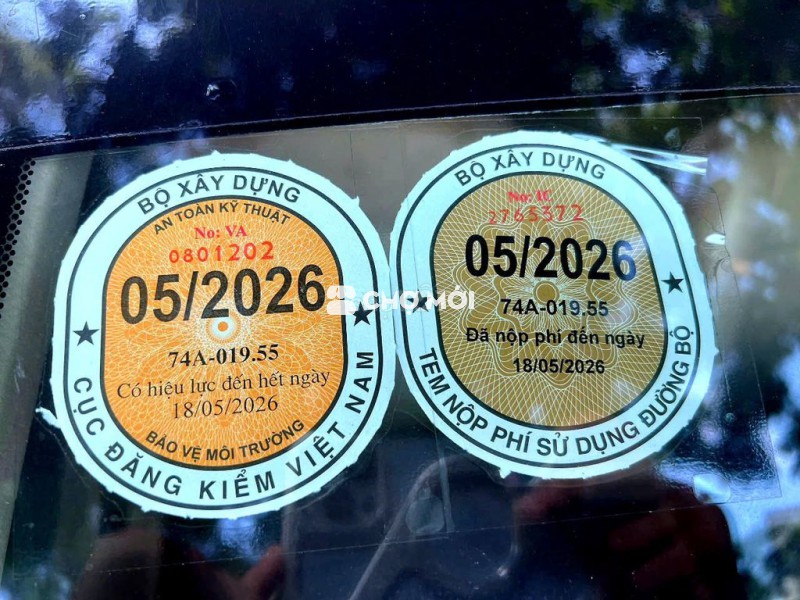 BỘ XÂY DỰNG
AN TOÀN KỸ THUẬT
No: VA
0801202
05/2026
74A-019.55
Có hiệu lực đến hết ngày
18/05/2026
BẢO VỆ MÔI TRƯỜNG
CỤC ĐĂNG KIỂM VIỆT NAM
BỘ XÂY DỰNG
No: IC
2765372
05/2026
74A-019.55
Đã nộp phí đến ngày
18/05/2026
TEM NỘP PHÍ SỬ DỤNG ĐƯỜNG BỘ
CHỢ MỚI